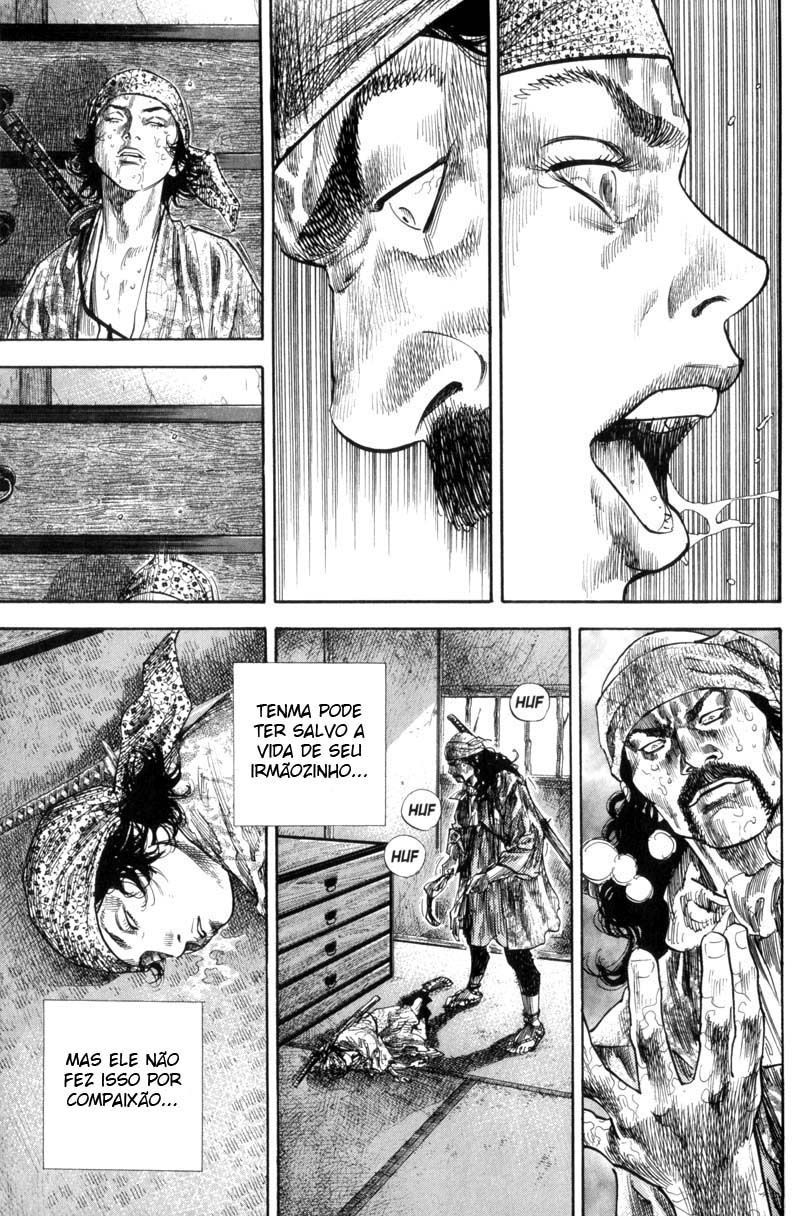 HUF
HUF
HUF
TENMA PODE
TER SALVO A
VIDA DE SEU
IRMÃOZINHO...
MAS ELE NÃO
FEZ ISSO POR
COMPAIXÃO...